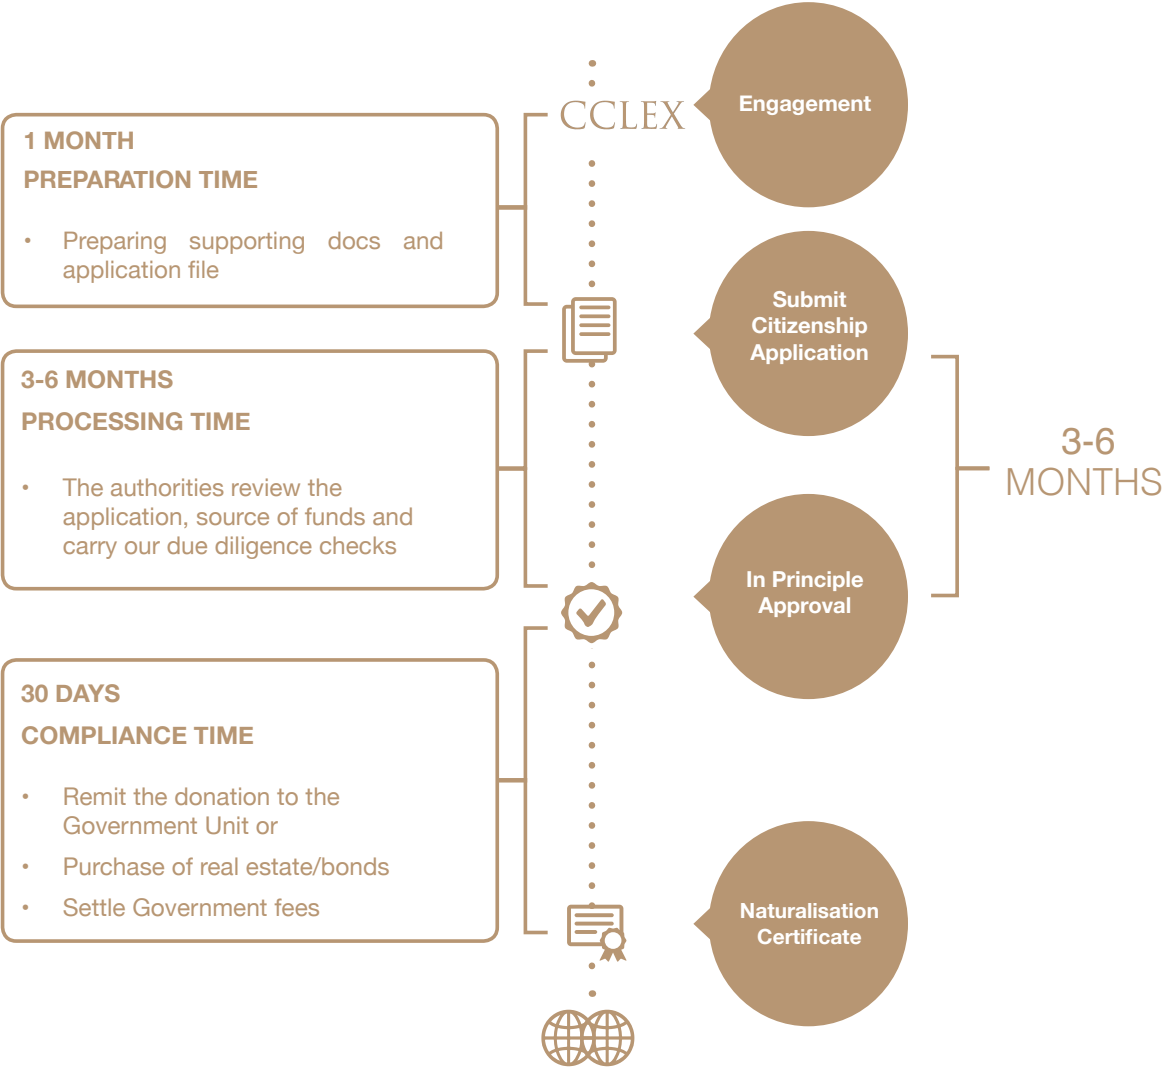 CCLEX
Engagement
1 MONTH
PREPARATION TIME
• Preparing supporting docs and
application file
Submit
Citizenship
Application
3-6 MONTHS
PROCESSING TIME
• The authorities review the
application, source of funds and
carry our due diligence checks
3-6
MONTHS
In Principle
Approval
30 DAYS
COMPLIANCE TIME
• Remit the donation to the
Government Unit or
• Purchase of real estate/bonds
• Settle Government fees
Naturalisation
Certificate